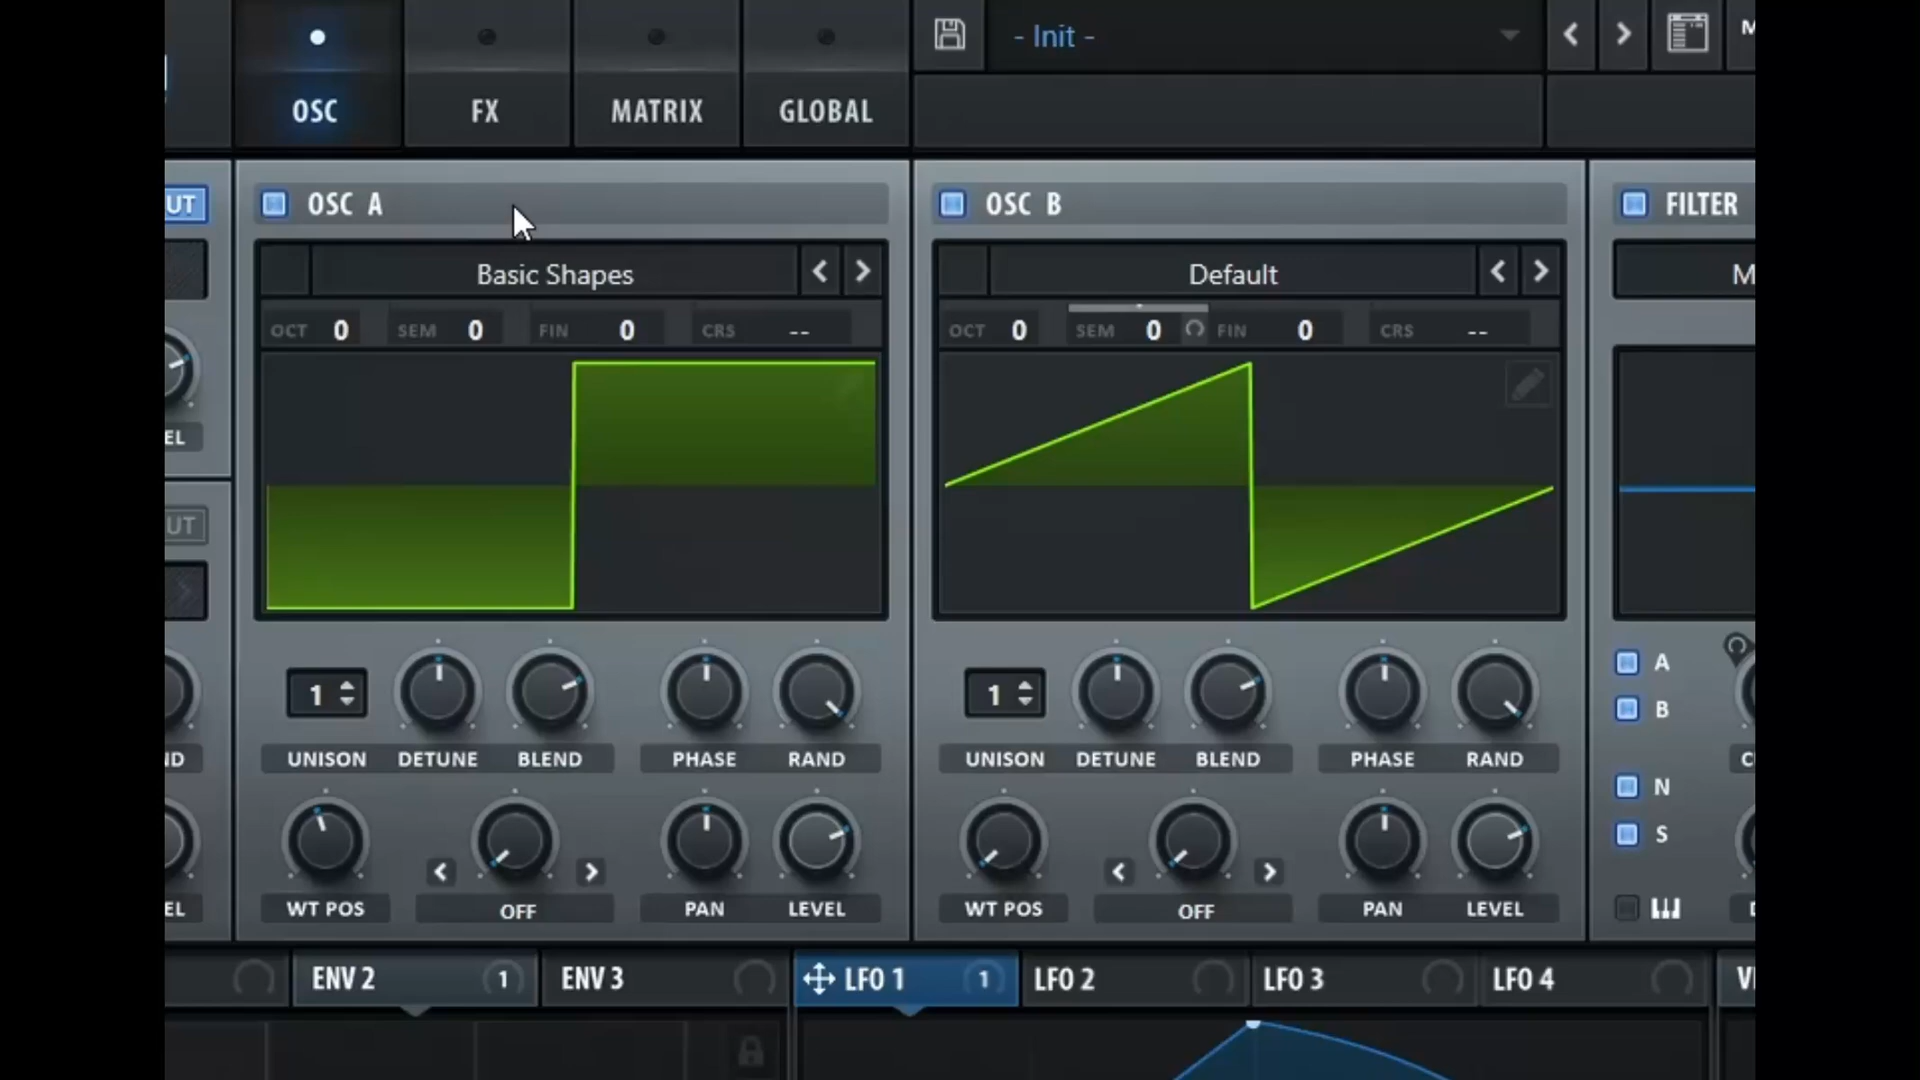 - Init -
M
OSC
FX
MATRIX
GLOBAL
UT
OSC A
OSC B
FILTER
Basic Shapes
Default
M
OCT 0
SEM 0
FIN 0
CRS --
OCT 0
SEM 0
FIN 0
CRS --
EL
UT
1
1
A
B
UNISON
DETUNE
BLEND
PHASE
RAND
UNISON
DETUNE
BLEND
PHASE
RAND
N
S
WT POS
OFF
PAN
LEVEL
WT POS
OFF
PAN
LEVEL
EL
ENV 2
1
ENV 3
LFO 1
1
LFO 2
LFO 3
LFO 4